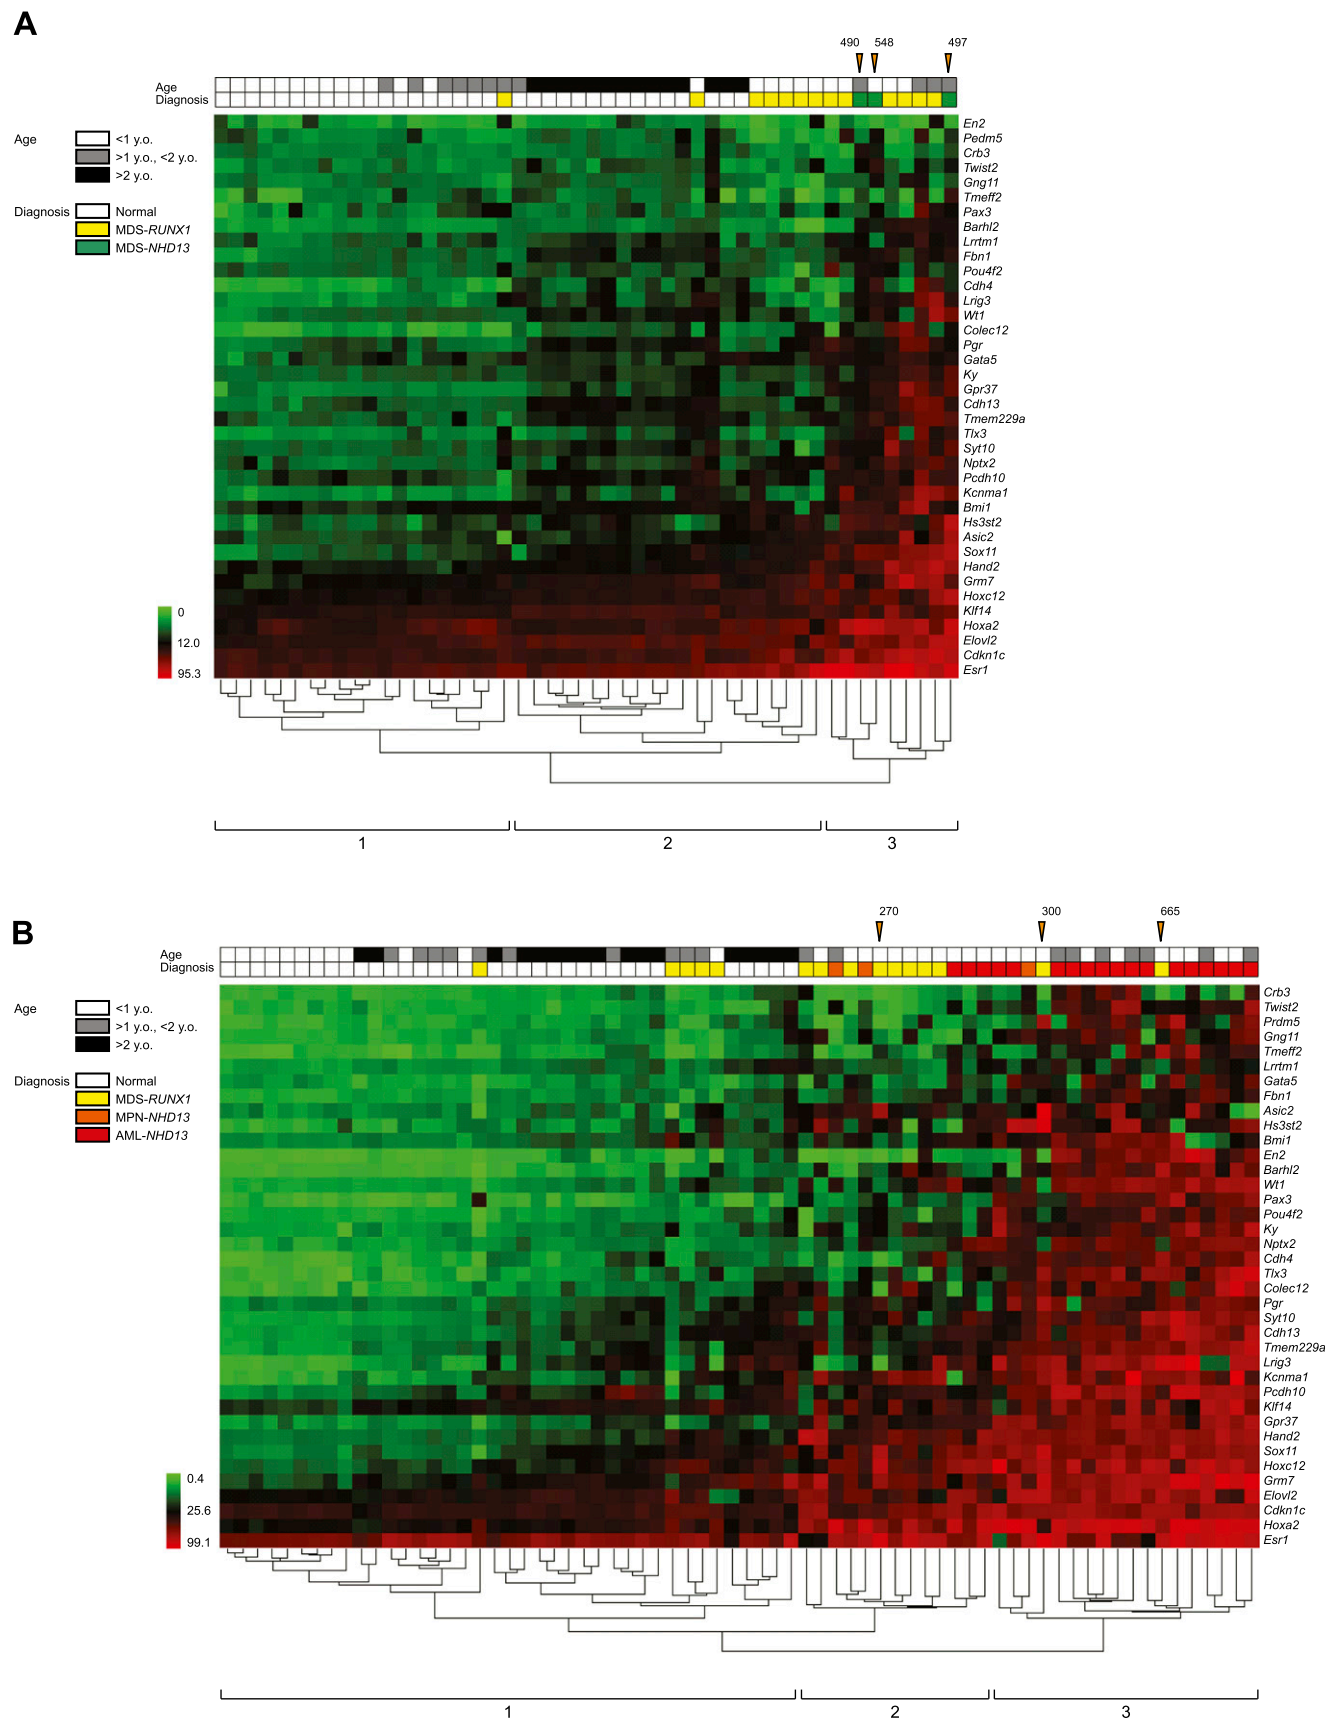 A
490 548 497
Age
Diagnosis
Age
<1 y.o.
>1 y.o., <2 y.o.
>2 y.o.
Diagnosis
Normal
MDS-RUNX1
MDS-NHD13
En2
Pedm5
Crb3
Twist2
Gng11
Tmeff2
Pax3
Barhl2
Lrrtm1
Fbn1
Pou4f2
Cdh4
Lrig3
Wt1
Colec12
Pgr
Gata5
Ky
Gpr37
Cdh13
Tmem229a
Tlx3
Syt10
Nptx2
Pcdh10
Kcnma1
Bmi1
Hs3st2
Asic2
Sox11
Hand2
Grm7
Hoxc12
Klf14
Hoxa2
Elovl2
Cdkn1c
Esr1
0
12.0
95.3
1 2 3
B
270 300 665
Age
Diagnosis
Age
<1 y.o.
>1 y.o., <2 y.o.
>2 y.o.
Diagnosis
Normal
MDS-RUNX1
MPN-NHD13
AML-NHD13
Crb3
Twist2
Prdm5
Gng11
Tmeff2
Lrrtm1
Gata5
Fbn1
Asic2
Hs3st2
Bmi1
En2
Barhl2
Wt1
Pax3
Pou4f2
Ky
Nptx2
Cdh4
Tlx3
Colec12
Pgr
Syt10
Cdh13
Tmem229a
Lrig3
Kcnma1
Pcdh10
Klf14
Gpr37
Hand2
Sox11
Hoxc12
Grm7
Elovl2
Cdkn1c
Hoxa2
Esr1
0.4
25.6
99.1
1 2 3